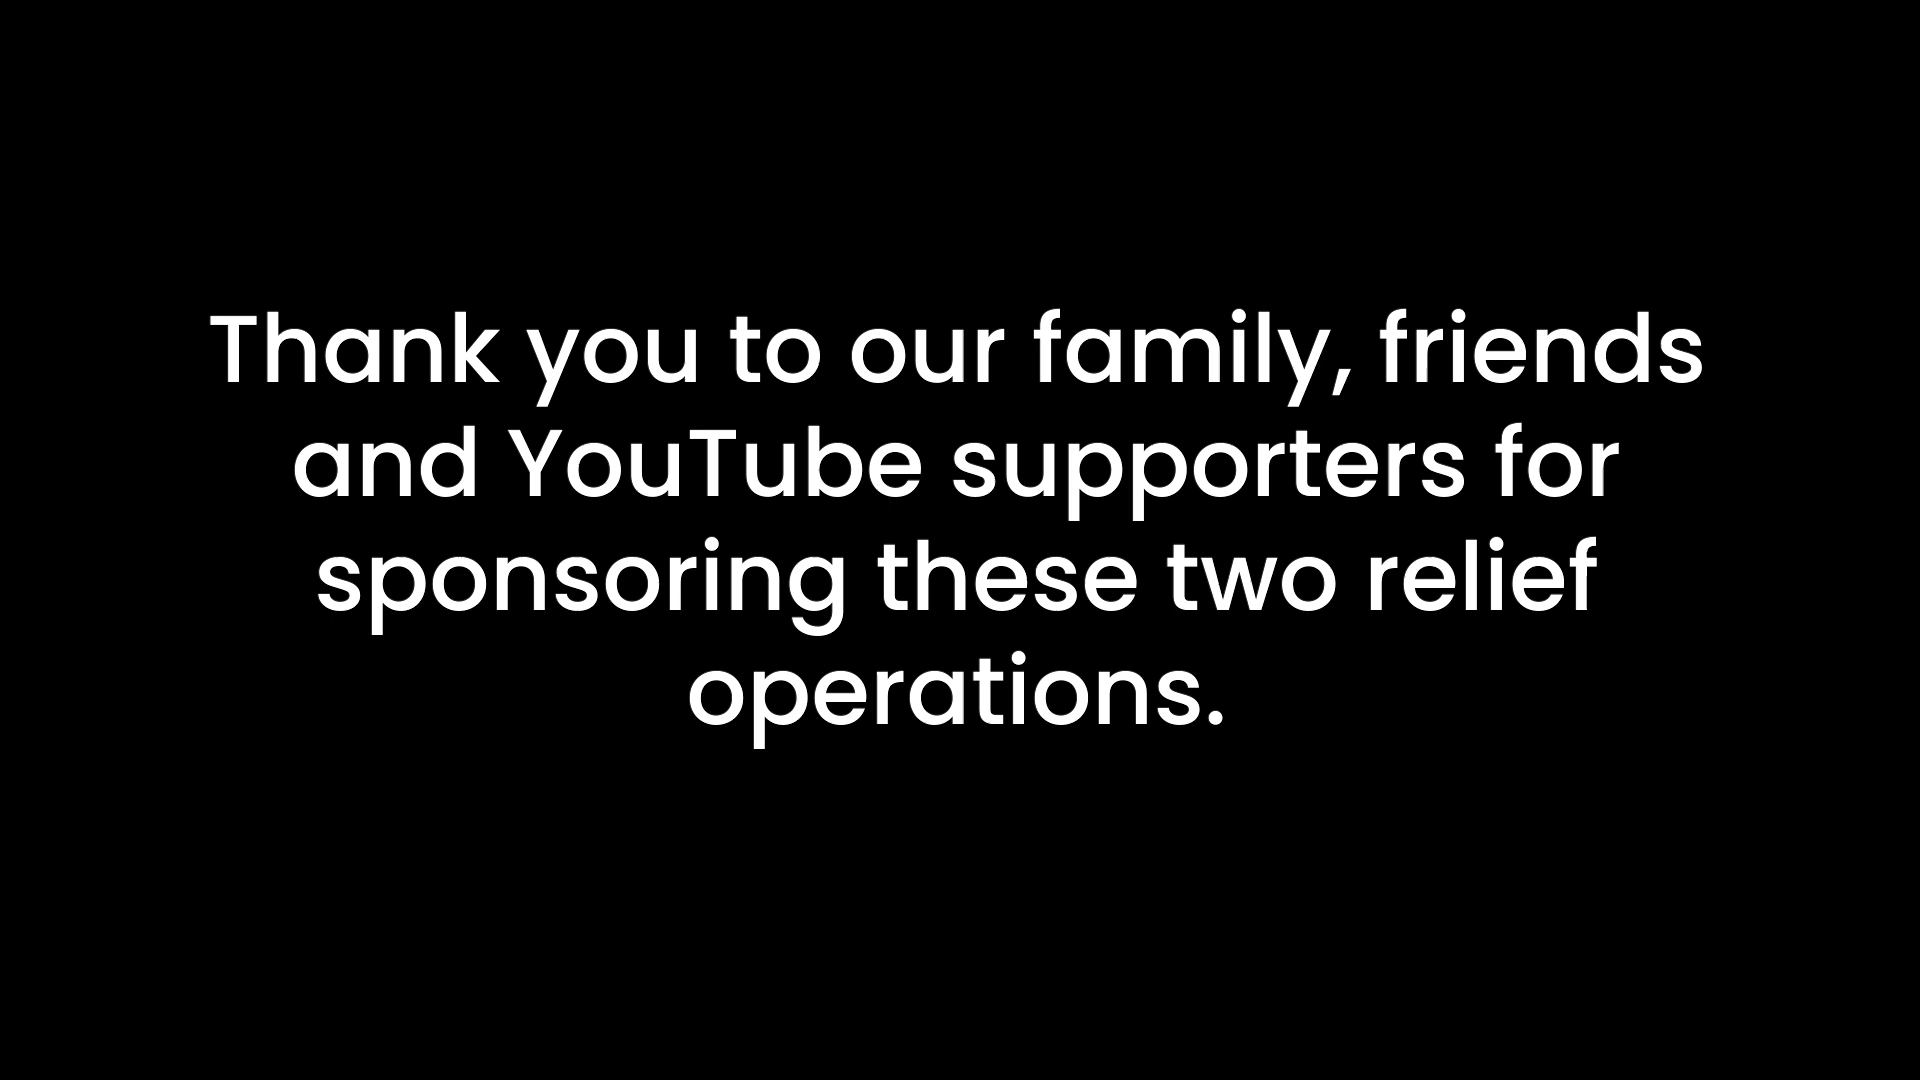 Thank you to our family, friends
and YouTube supporters for
sponsoring these two relief
operations.